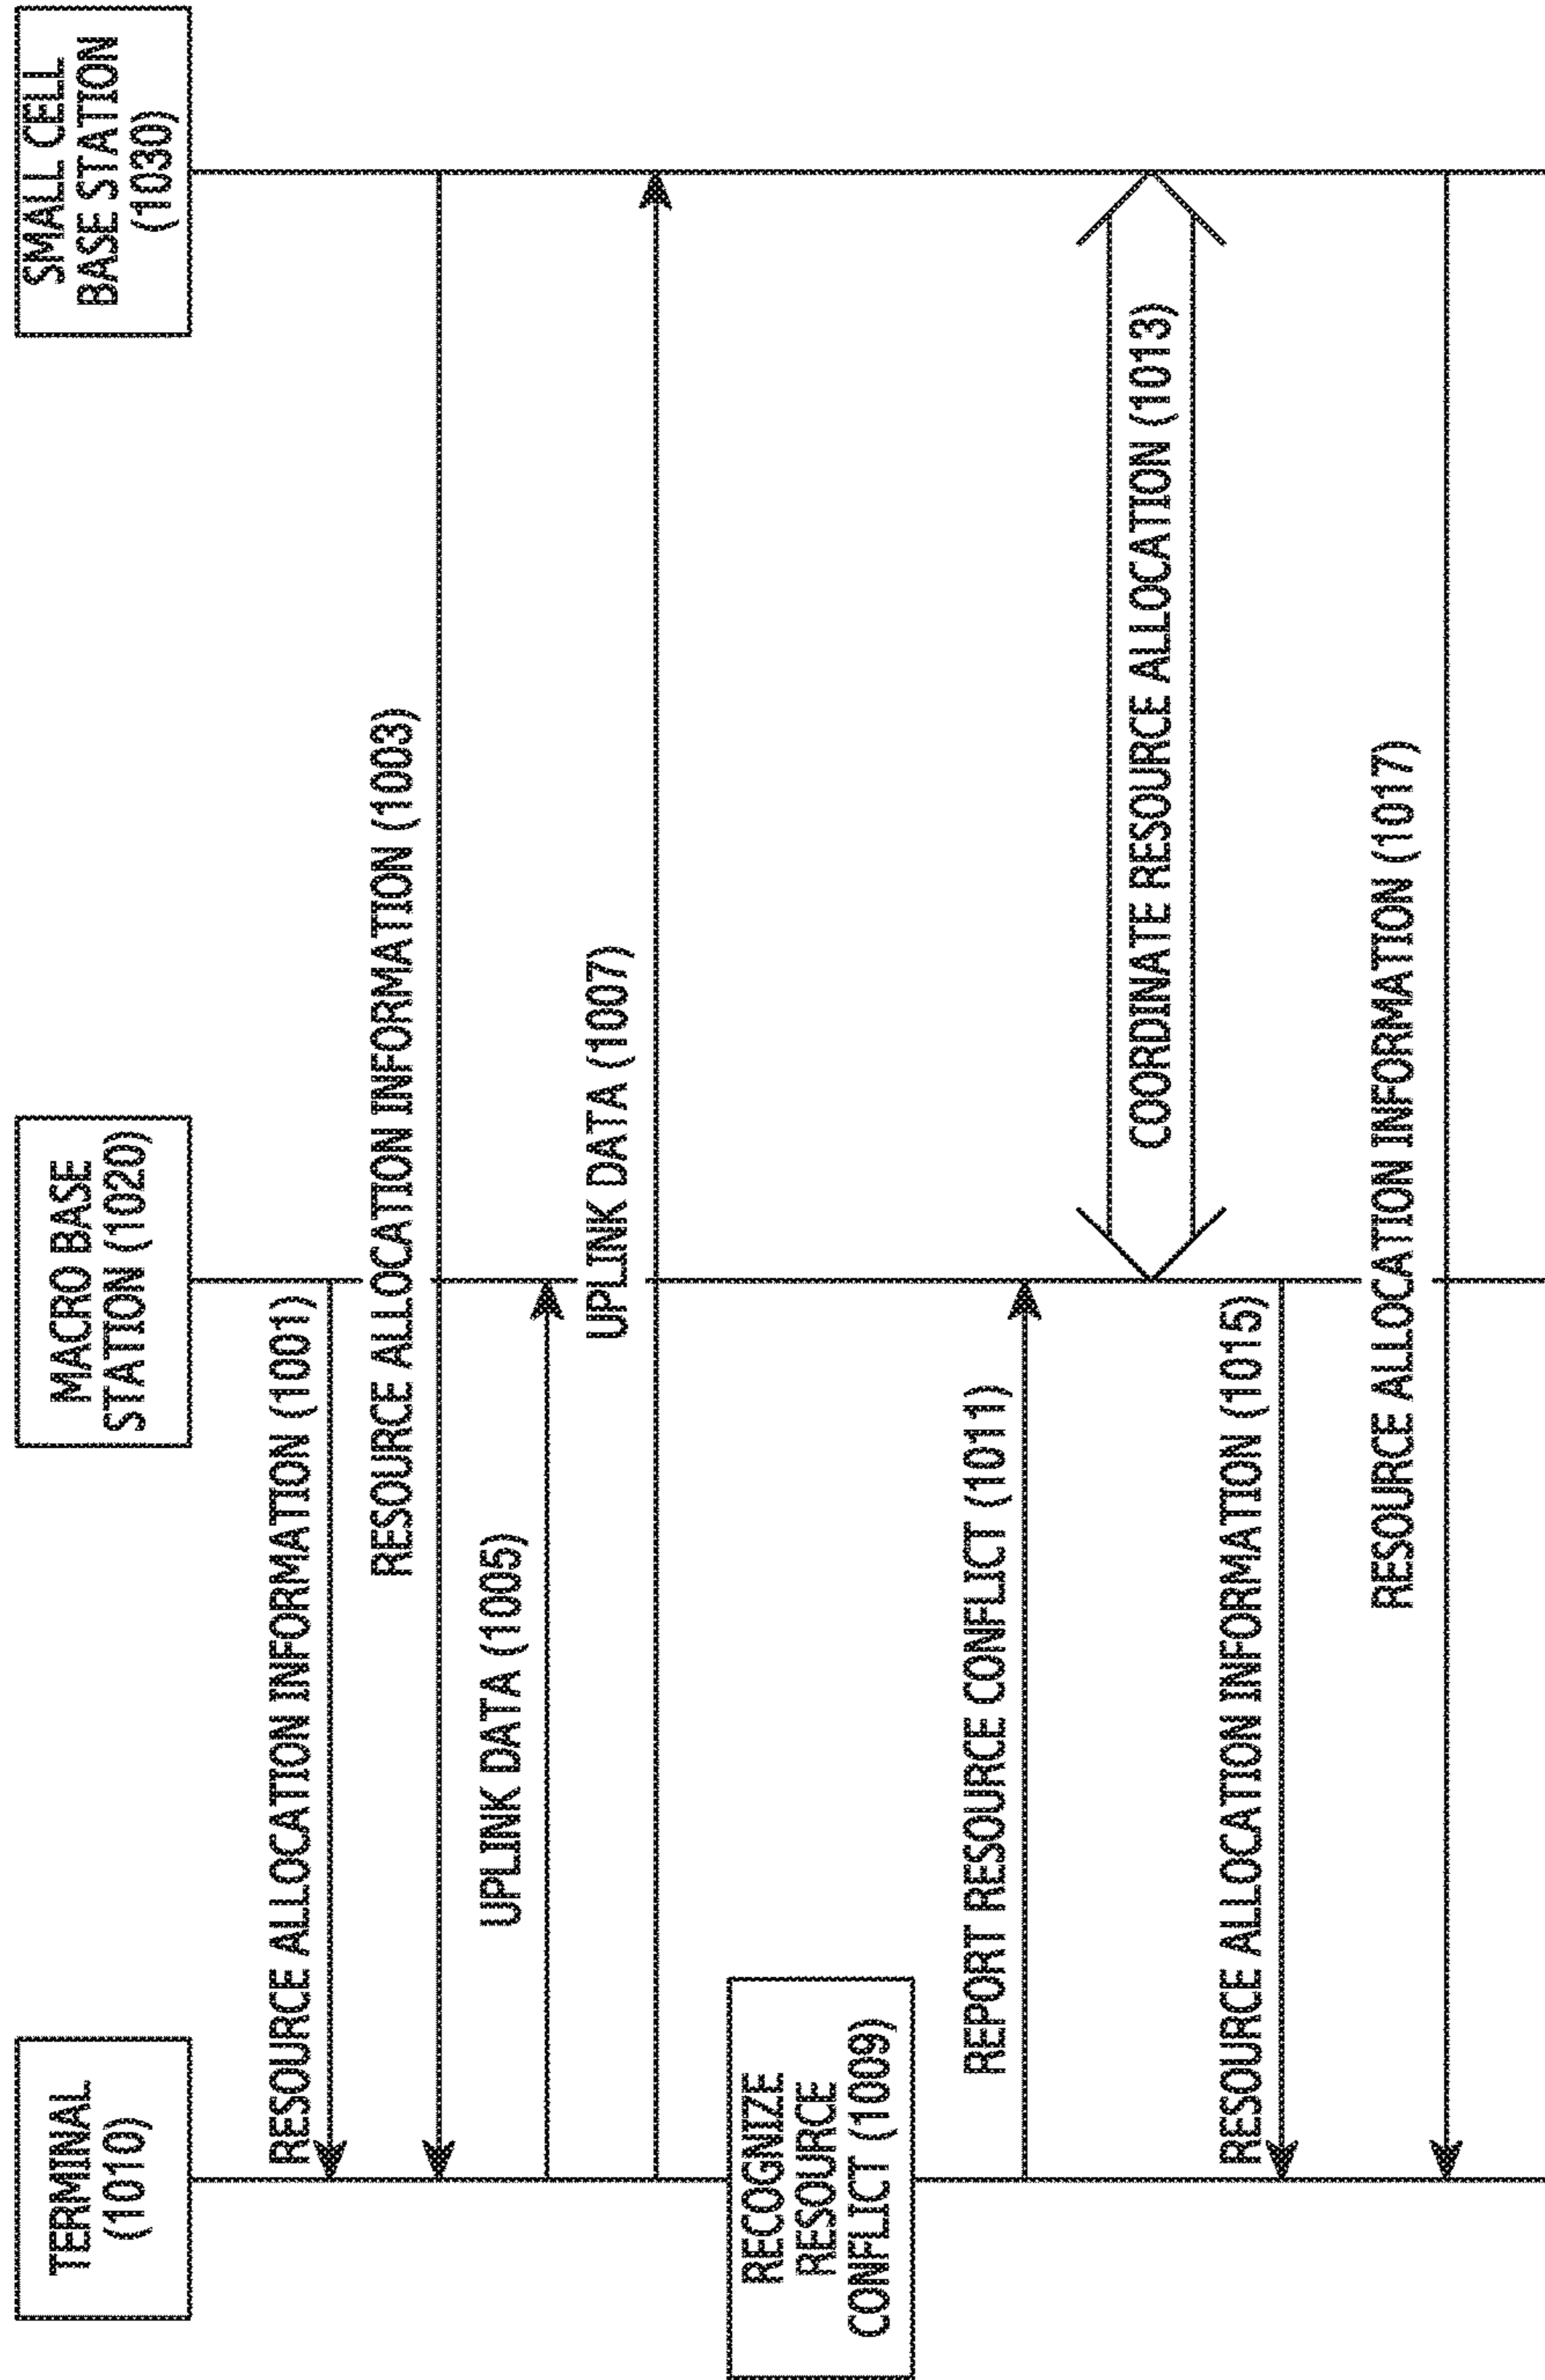 TERMINAL
(1010)
MACRO BASE
STATION (1020)
SMALL CELL
BASE STATION
(1030)
RESOURCE ALLOCATION INFORMATION (1001)
RESOURCE ALLOCATION INFORMATION (1003)
UPLINK DATA (1005)
UPLINK DATA (1007)
RECOGNIZE
RESOURCE
CONFLICT (1009)
REPORT RESOURCE CONFLICT (1011)
COORDINATE RESOURCE ALLOCATION (1013)
RESOURCE ALLOCATION INFORMATION (1015)
RESOURCE ALLOCATION INFORMATION (1017)